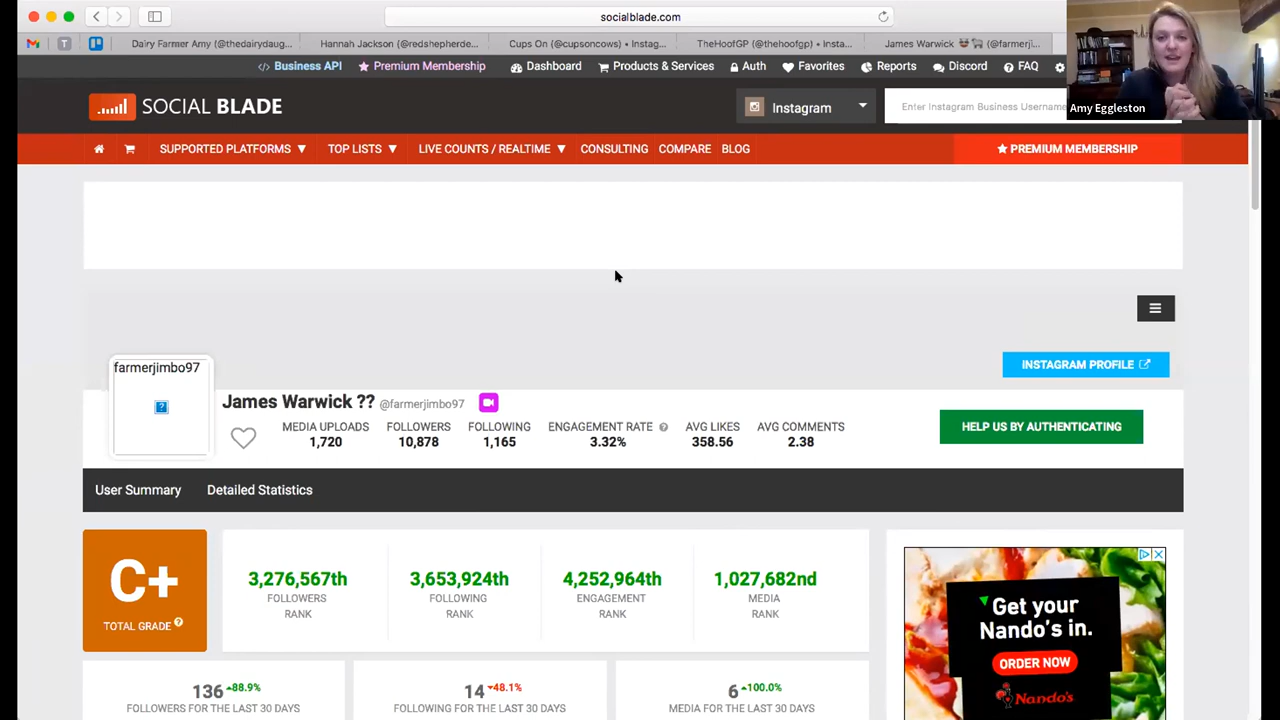 socialblade.com
Dairy Farmer Amy (@thedairydaug...
Hannah Jackson (@redshepherde...
Cups On (@cupsoncows) • Instag...
TheHoofGP (@thehoofgp) • Insta...
James Warwick 😎🐄 (@farmerji...
</> Business API
Premium Membership
Dashboard
Products & Services
Auth
Favorites
Reports
Discord
FAQ
Amy Eggleston
SOCIAL BLADE
Instagram
Enter Instagram Business Username
SUPPORTED PLATFORMS
TOP LISTS
LIVE COUNTS / REALTIME
CONSULTING
COMPARE
BLOG
PREMIUM MEMBERSHIP
INSTAGRAM PROFILE
farmerjimbo97
James Warwick ?? @farmerjimbo97
MEDIA UPLOADS
1,720
FOLLOWERS
10,878
FOLLOWING
1,165
ENGAGEMENT RATE
3.32%
AVG LIKES
358.56
AVG COMMENTS
2.38
HELP US BY AUTHENTICATING
User Summary
Detailed Statistics
C+
TOTAL GRADE
3,276,567th
FOLLOWERS
RANK
3,653,924th
FOLLOWING
RANK
4,252,964th
ENGAGEMENT
RANK
1,027,682nd
MEDIA
RANK
136 88.9%
FOLLOWERS FOR THE LAST 30 DAYS
14 48.1%
FOLLOWING FOR THE LAST 30 DAYS
6 100.0%
MEDIA FOR THE LAST 30 DAYS
Get your
Nando's in.
ORDER NOW
Nando's